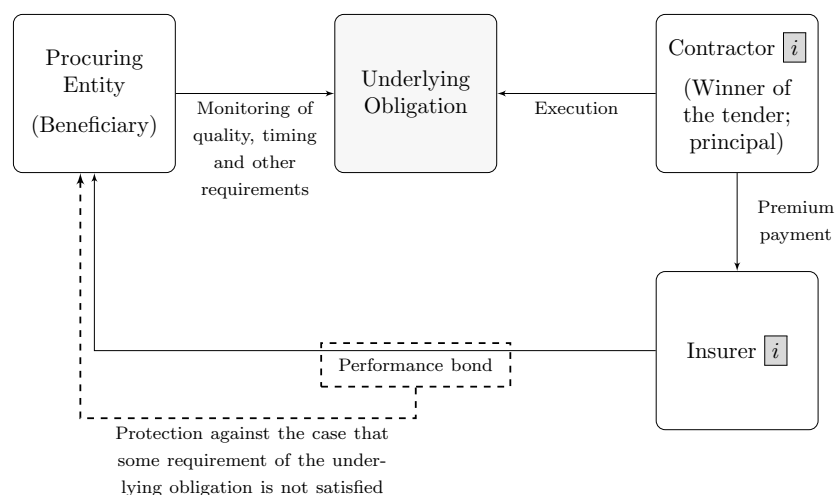 Procuring
Entity
(Beneficiary)
Monitoring of
quality, timing
and other
requirements
Underlying
Obligation
Execution
Contractor i
(Winner of
the tender;
principal)
Premium
payment
Insurer i
Performance bond
Protection against the case that
some requirement of the under-
lying obligation is not satisfied